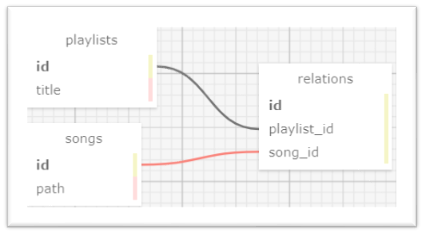 playlists
id
title
songs
id
path
relations
id
playlist_id
song_id